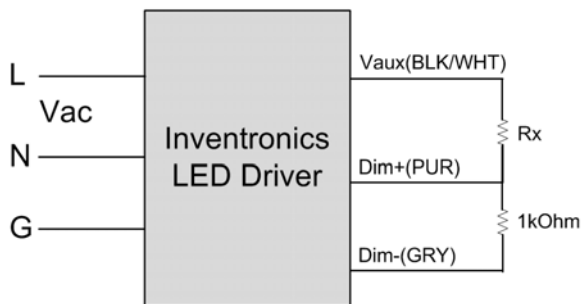 L
Vac
N
G
Inventronics
LED Driver
Vaux(BLK/WHT)
Rx
Dim+(PUR)
1kOhm
Dim-(GRY)